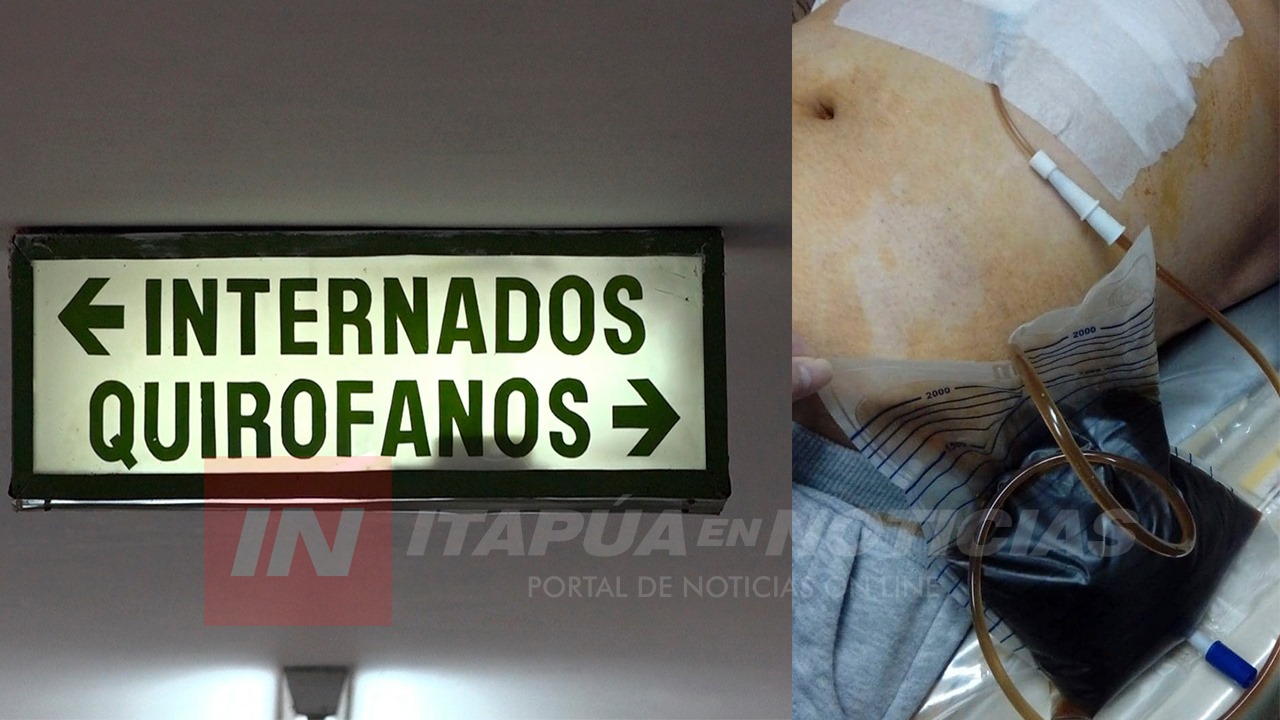 ← INTERNADOS
QUIROFANOS →
IN ITAPÚA EN NOTICIAS
PORTAL DE NOTICIAS ON LINE
2000
2000